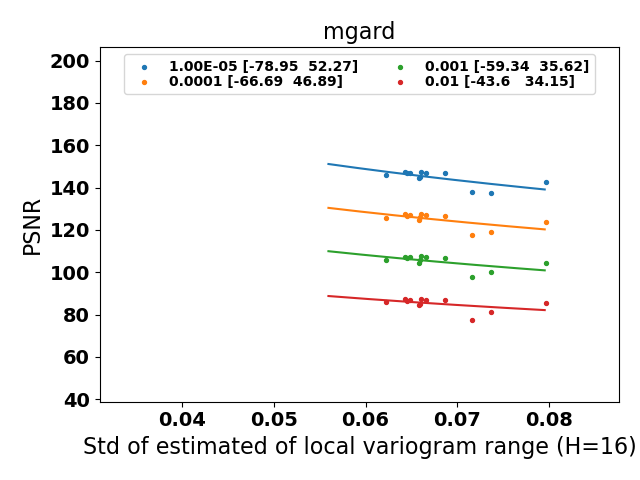 mgard
1.00E-05 [-78.95  52.27]
0.0001 [-66.69  46.89]
0.001 [-59.34  35.62]
0.01 [-43.6   34.15]
PSNR
200
180
160
140
120
100
80
60
40
0.04 0.05 0.06 0.07 0.08
Std of estimated of local variogram range (H=16)